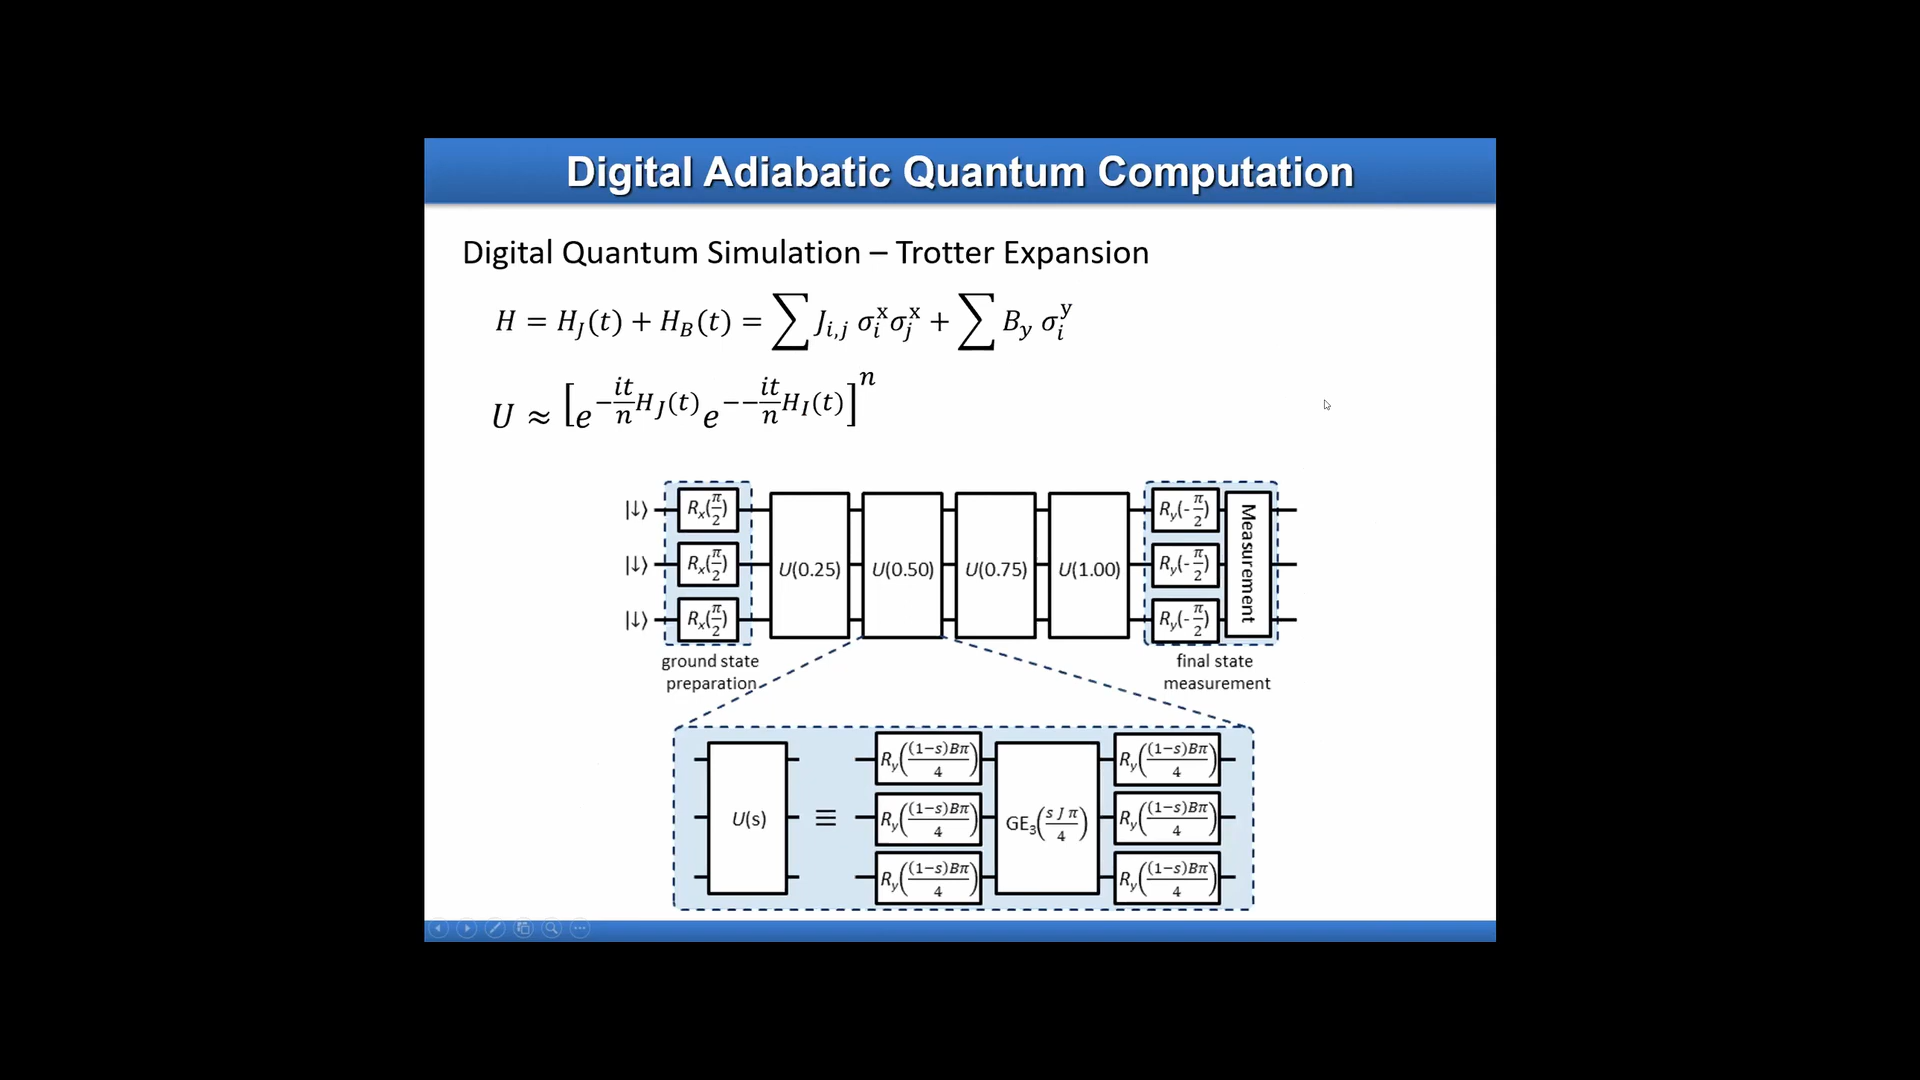 Digital Adiabatic Quantum Computation
Digital Quantum Simulation – Trotter Expansion
H = H_J(t) + H_B(t) = ∑ J_{i,j} σ_i^x σ_j^x + ∑ B_y σ_i^y
U ≈ [e^{−\frac{it}{n}H_J(t)} e^{−−\frac{it}{n}H_I(t)}]^n
|↓⟩ R_x(π/2) R_y(-π/2)
|↓⟩ R_x(π/2) U(0.25) U(0.50) U(0.75) U(1.00) R_y(-π/2) Measurement
|↓⟩ R_x(π/2) R_y(-π/2)
ground state
preparation
final state
measurement
R_y((1−s)Bπ/4) R_y((1−s)Bπ/4)
U(s) ≡ R_y((1−s)Bπ/4) GE_3(s J π/4) R_y((1−s)Bπ/4)
R_y((1−s)Bπ/4) R_y((1−s)Bπ/4)